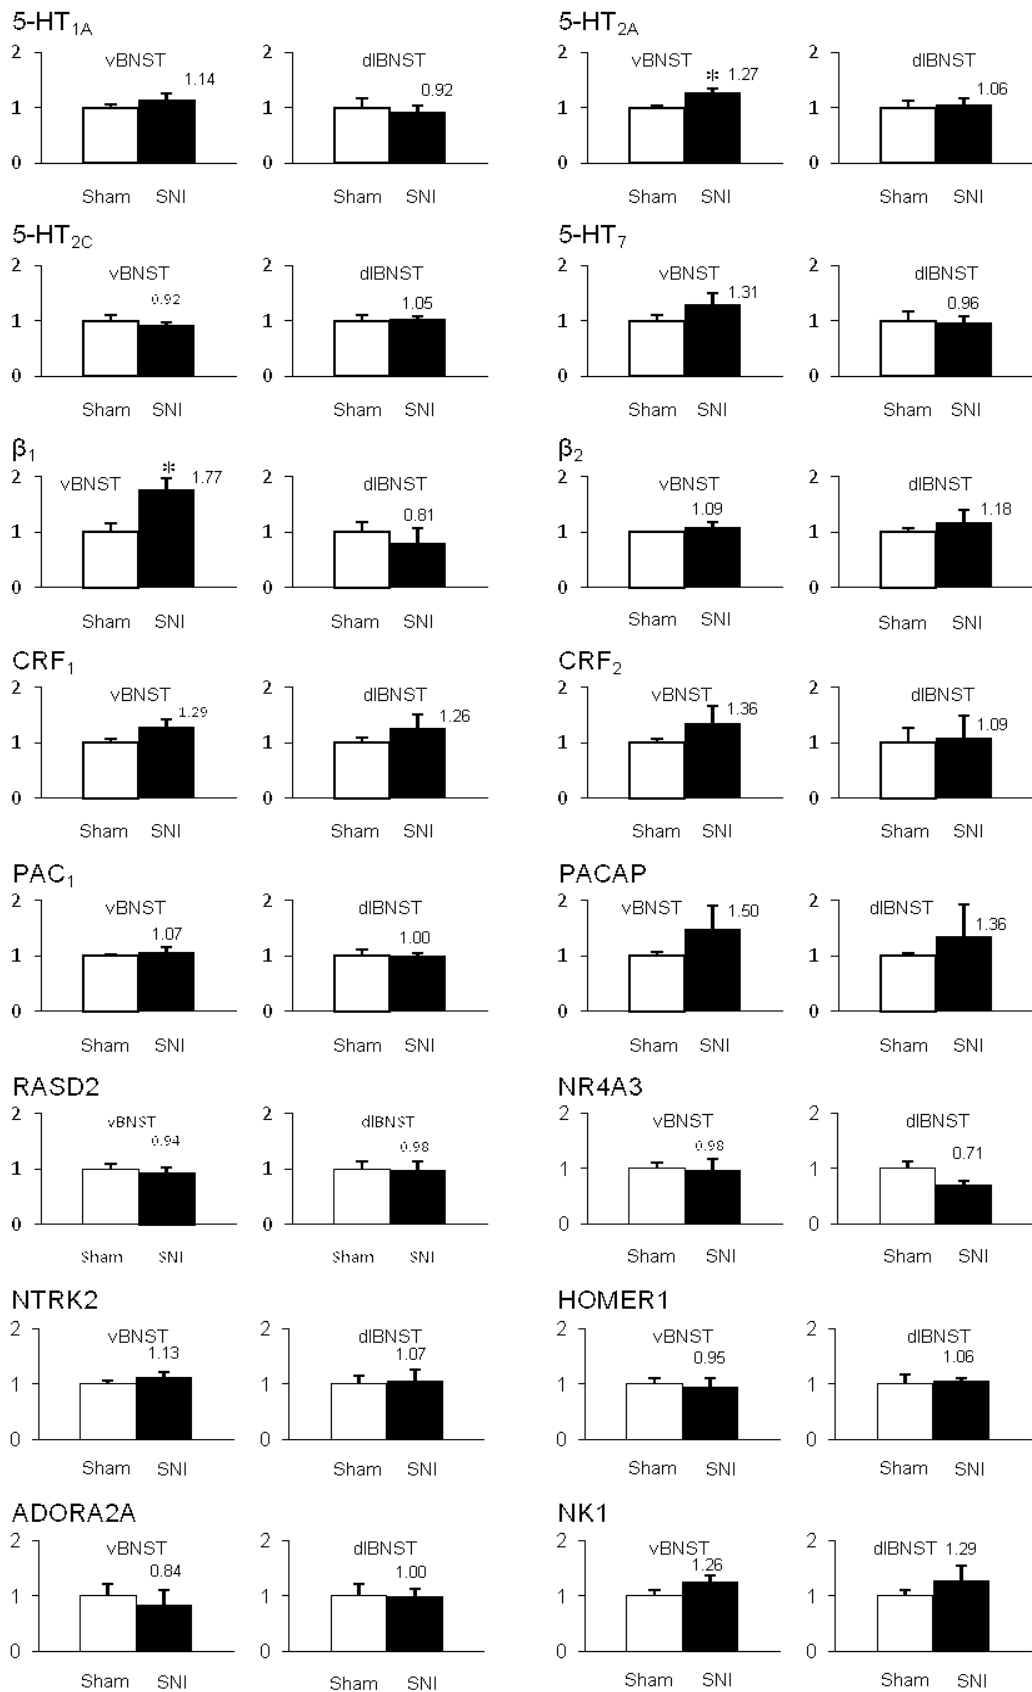 5-HT1A 5-HT2A
2 vBNST 1.14 2 dlBNST 0.92 2 vBNST * 1.27 2 dlBNST 1.06
1 1 1 1
0 0 0 0
Sham SNI Sham SNI Sham SNI Sham SNI
5-HT2C 5-HT7
2 vBNST 0.92 2 dlBNST 1.05 2 vBNST 1.31 2 dlBNST 0.96
1 1 1 1
0 0 0 0
Sham SNI Sham SNI Sham SNI Sham SNI
β1 β2
2 vBNST * 1.77 2 dlBNST 0.81 2 vBNST 1.09 2 dlBNST 1.18
1 1 1 1
0 0 0 0
Sham SNI Sham SNI Sham SNI Sham SNI
CRF1 CRF2
2 vBNST 1.29 2 dlBNST 1.26 2 vBNST 1.36 2 dlBNST 1.09
1 1 1 1
0 0 0 0
Sham SNI Sham SNI Sham SNI Sham SNI
PAC1 PACAP
2 vBNST 1.07 2 dlBNST 1.00 2 vBNST 1.50 2 dlBNST 1.36
1 1 1 1
0 0 0 0
Sham SNI Sham SNI Sham SNI Sham SNI
RASD2 NR4A3
2 vBNST 0.94 2 dlBNST 0.98 2 vBNST 0.98 2 dlBNST 0.71
1 1 1 1
0 0 0 0
Sham SNI Sham SNI Sham SNI Sham SNI
NTRK2 HOMER1
2 vBNST 1.13 2 dlBNST 1.07 2 vBNST 0.95 2 dlBNST 1.06
1 1 1 1
0 0 0 0
Sham SNI Sham SNI Sham SNI Sham SNI
ADORA2A NK1
2 vBNST 0.84 2 dlBNST 1.00 2 vBNST 1.26 2 dlBNST 1.29
1 1 1 1
0 0 0 0
Sham SNI Sham SNI Sham SNI Sham SNI